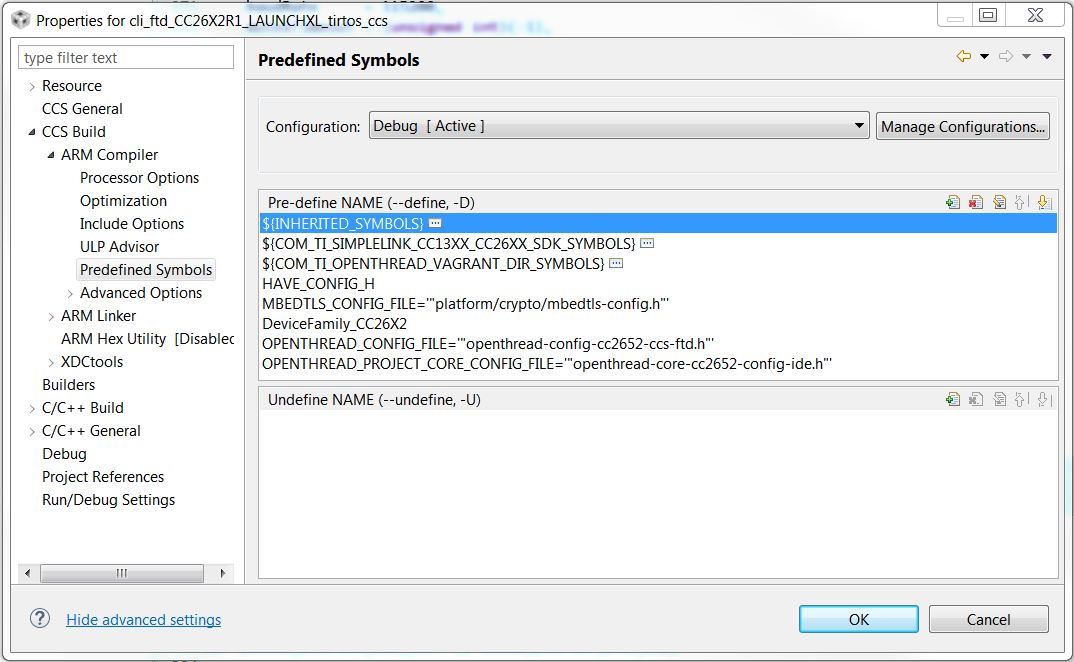 Properties for cli_ftd_CC26X2R1_LAUNCHXL_tirtos_ccs
type filter text
Resource
CCS General
CCS Build
ARM Compiler
Processor Options
Optimization
Include Options
ULP Advisor
Predefined Symbols
Advanced Options
ARM Linker
ARM Hex Utility [Disabled
XDCtools
Builders
C/C++ Build
C/C++ General
Debug
Project References
Run/Debug Settings
Predefined Symbols
Configuration: Debug [ Active ] Manage Configurations...
Pre-define NAME (--define, -D)
${INHERITED_SYMBOLS}
${COM_TI_SIMPLELINK_CC13XX_CC26XX_SDK_SYMBOLS}
${COM_TI_OPENTHREAD_VAGRANT_DIR_SYMBOLS}
HAVE_CONFIG_H
MBEDTLS_CONFIG_FILE='"platform/crypto/mbedtls-config.h"'
DeviceFamily_CC26X2
OPENTHREAD_CONFIG_FILE='"openthread-config-cc2652-ccs-ftd.h"'
OPENTHREAD_PROJECT_CORE_CONFIG_FILE='"openthread-core-cc2652-config-ide.h"'
Undefine NAME (--undefine, -U)
Hide advanced settings
OK
Cancel